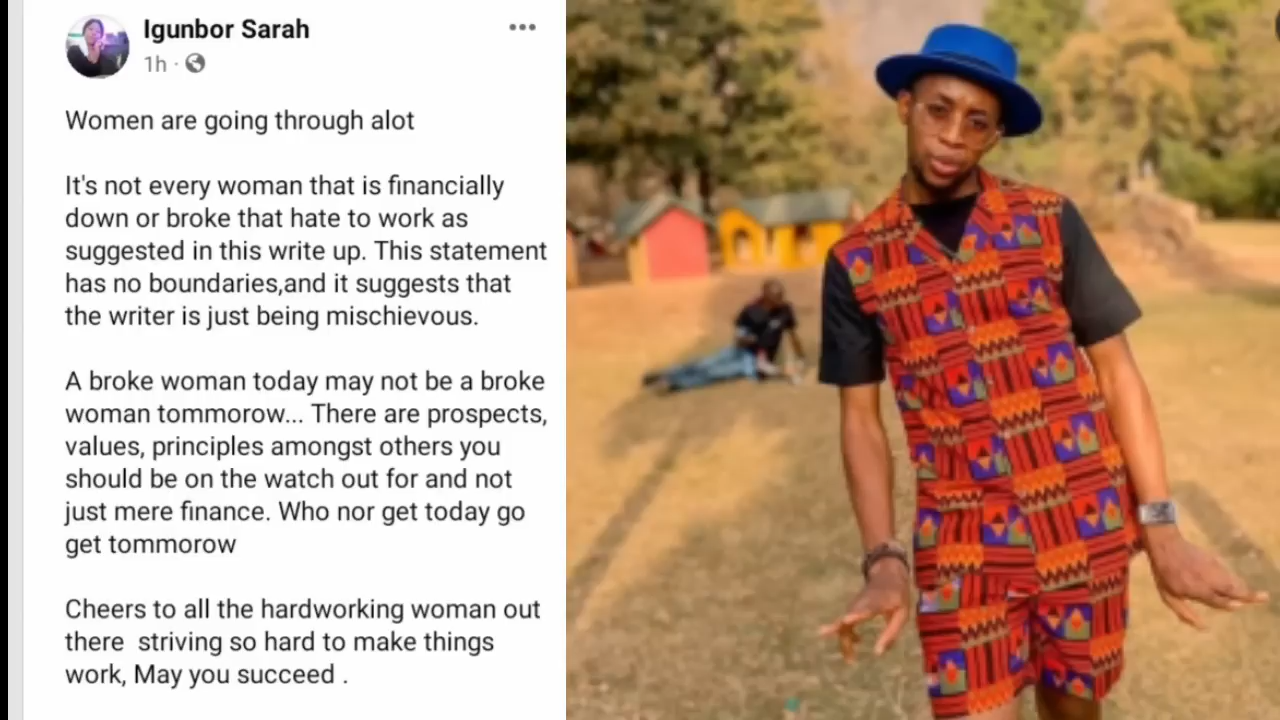 Igunbor Sarah
1h ·
Women are going through alot
It's not every woman that is financially
down or broke that hate to work as
suggested in this write up. This statement
has no boundaries,and it suggests that
the writer is just being mischievous.
A broke woman today may not be a broke
woman tommorow... There are prospects,
values, principles amongst others you
should be on the watch out for and not
just mere finance. Who nor get today go
get tommorow
Cheers to all the hardworking woman out
there  striving so hard to make things
work, May you succeed .